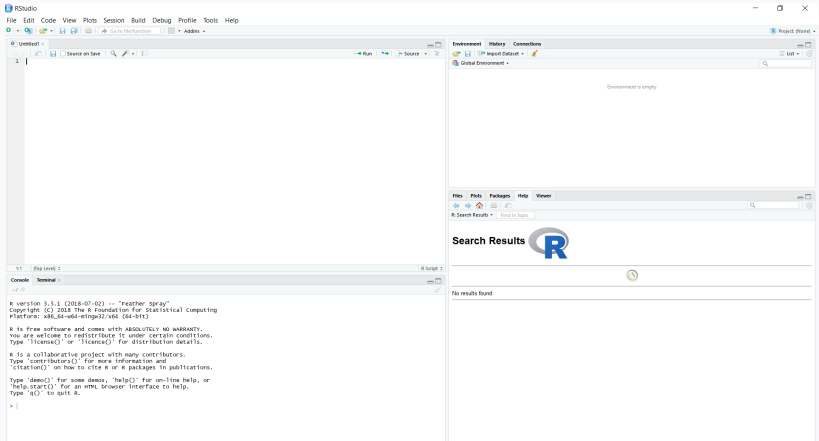 RStudio
File Edit Code View Plots Session Build Debug Profile Tools Help
Go to file/function Addins Project: (None)
Untitled1
Source on Save Run Source
1
1:1 (Top Level) R Script
Console Terminal
~/
R version 3.5.1 (2018-07-02) -- "Feather Spray"
Copyright (C) 2018 The R Foundation for Statistical Computing
Platform: x86_64-w64-mingw32/x64 (64-bit)
R is free software and comes with ABSOLUTELY NO WARRANTY.
You are welcome to redistribute it under certain conditions.
Type 'license()' or 'licence()' for distribution details.
R is a collaborative project with many contributors.
Type 'contributors()' for more information and
'citation()' on how to cite R or R packages in publications.
Type 'demo()' for some demos, 'help()' for on-line help, or
'help.start()' for an HTML browser interface to help.
Type 'q()' to quit R.
>
Environment History Connections
Import Dataset List
Global Environment
Environment is empty
Files Plots Packages Help Viewer
R: Search Results Find in Topic
Search Results R
No results found